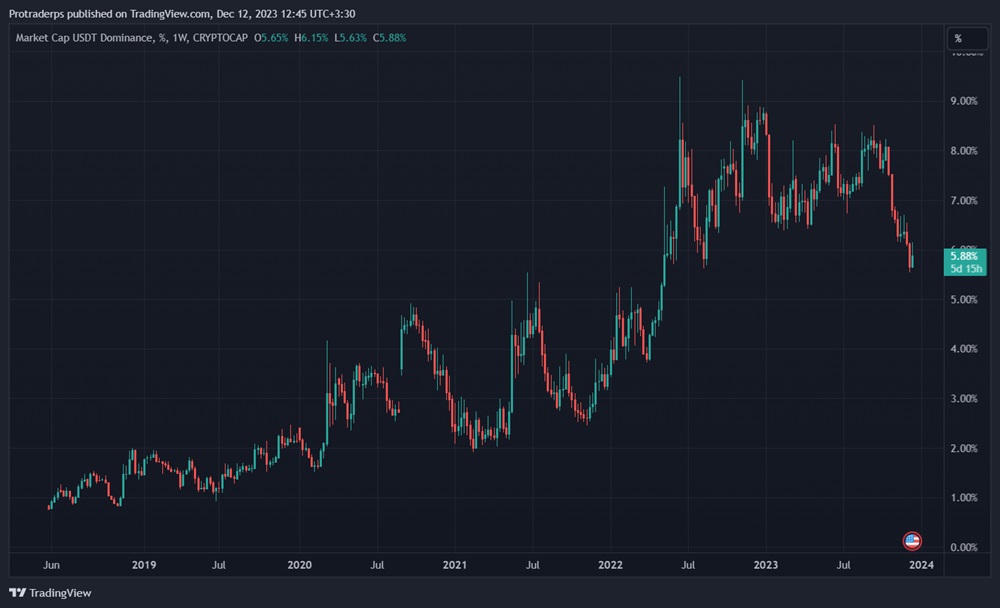 Protraderps published on TradingView.com, Dec 12, 2023 12:45 UTC+3:30
Market Cap USDT Dominance, %, 1W, CRYPTOCAP O5.65% H6.15% L5.63% C5.88%
%
9.00%
8.00%
7.00%
5.88%
5d 15h
5.00%
4.00%
3.00%
2.00%
1.00%
0.00%
Jun 2019 Jul 2020 Jul 2021 Jul 2022 Jul 2023 Jul 2024
TradingView